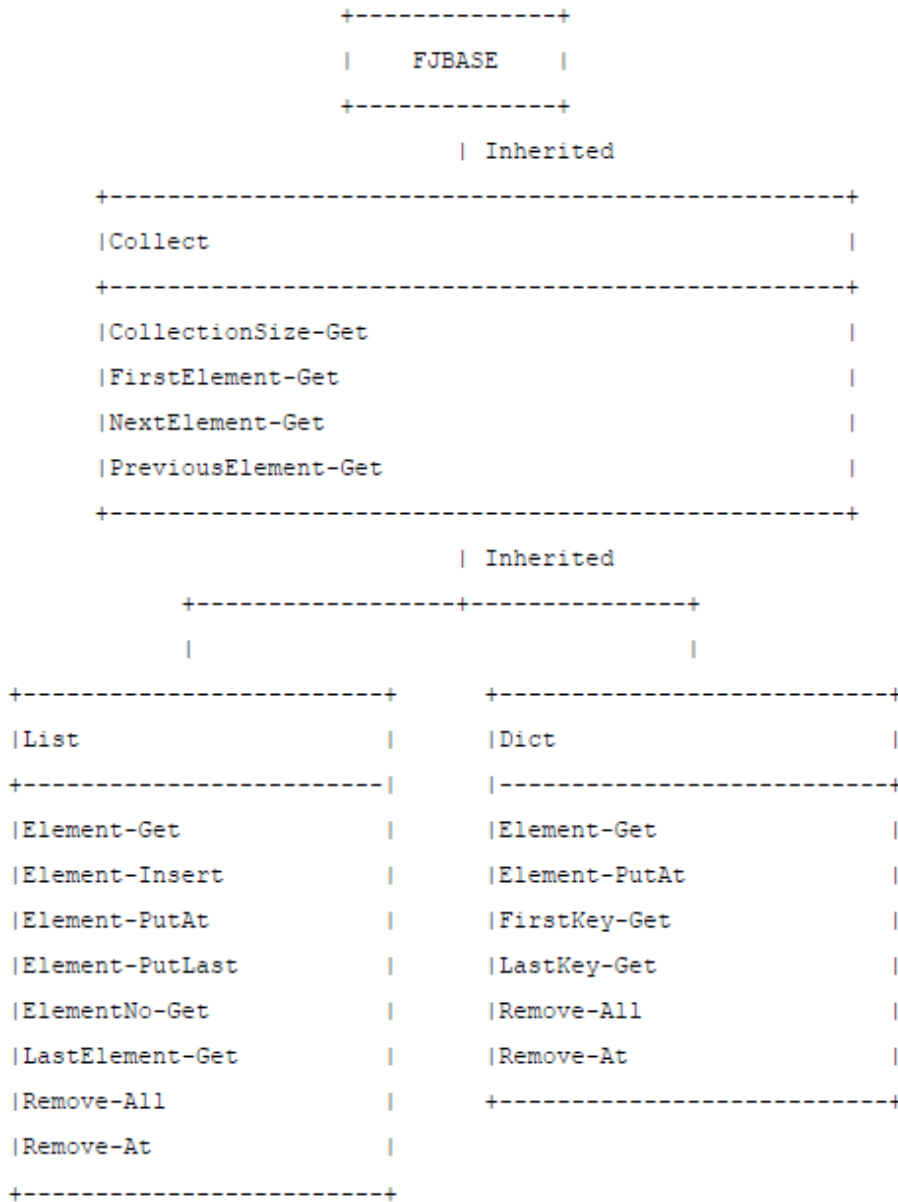 FJBASE
Inherited
Collect
CollectionSize-Get
FirstElement-Get
NextElement-Get
PreviousElement-Get
Inherited
List
Element-Get
Element-Insert
Element-PutAt
Element-PutLast
ElementNo-Get
LastElement-Get
Remove-All
Remove-At
Dict
Element-Get
Element-PutAt
FirstKey-Get
LastKey-Get
Remove-All
Remove-At